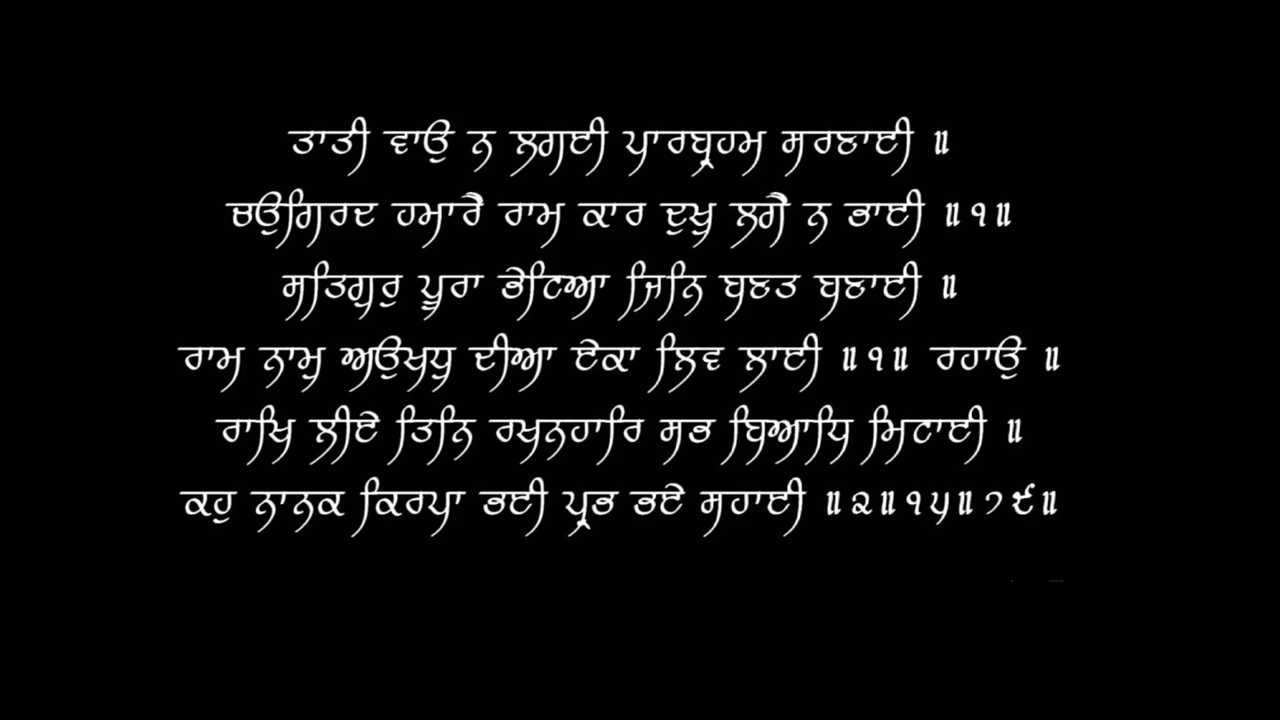 ਤਾਤੀ ਵਾਉ ਨ ਲਗਈ ਪਾਰਬ੍ਰਹਮ ਸਰਣਾਈ ॥
ਚਉਗਿਰਦ ਹਮਾਰੈ ਰਾਮ ਕਾਰ ਦੁਖੁ ਲਗੈ ਨ ਭਾਈ ॥੧॥
ਸਤਿਗੁਰੁ ਪੂਰਾ ਭੇਟਿਆ ਜਿਨਿ ਬਣਤ ਬਣਾਈ ॥
ਰਾਮ ਨਾਮੁ ਅਉਖਧੁ ਦੀਆ ਏਕਾ ਲਿਵ ਲਾਈ ॥੧॥ ਰਹਾਉ ॥
ਰਾਖਿ ਲੀਏ ਤਿਨਿ ਰਖਨਹਾਰਿ ਸਭ ਬਿਆਧਿ ਮਿਟਾਈ ॥
ਕਹੁ ਨਾਨਕ ਕਿਰਪਾ ਭਈ ਪ੍ਰਭ ਭਏ ਸਹਾਈ ॥੨॥੧੫॥੭੯॥